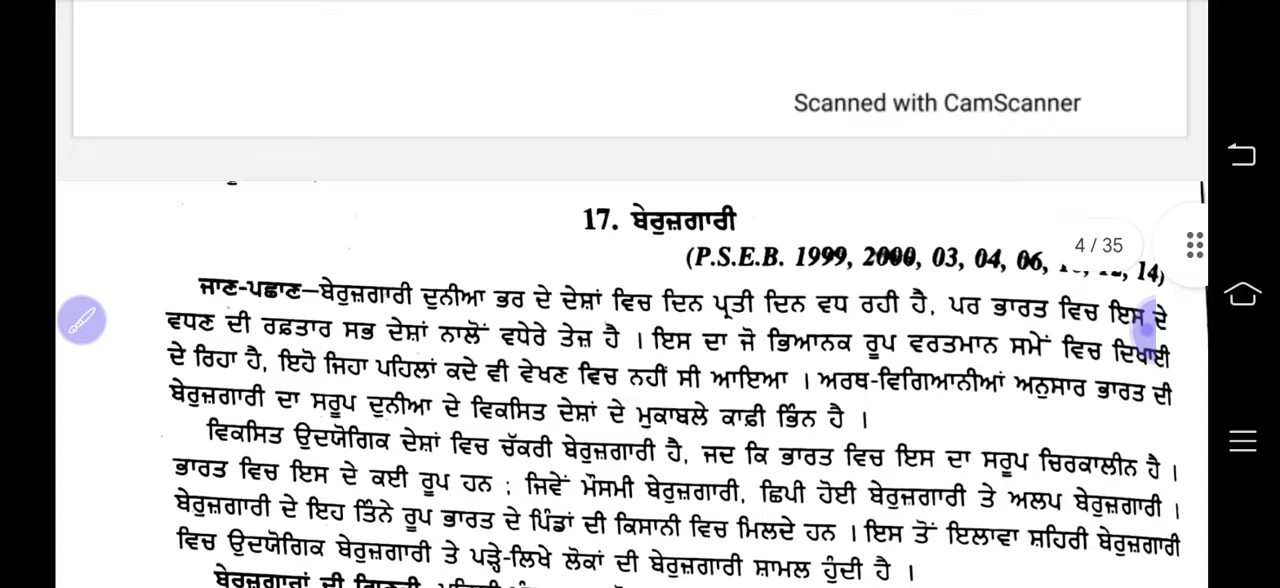 Scanned with CamScanner
17. ਬੇਰੁਜ਼ਗਾਰੀ
4 / 35
(P.S.E.B. 1999, 2000, 03, 04, 06, 14)
ਜਾਣ-ਪਛਾਣ—ਬੇਰੁਜ਼ਗਾਰੀ ਦੁਨੀਆ ਭਰ ਦੇ ਦੇਸ਼ਾਂ ਵਿਚ ਦਿਨ ਪ੍ਰਤੀ ਦਿਨ ਵਧ ਰਹੀ ਹੈ, ਪਰ ਭਾਰਤ ਵਿਚ ਇਸ ਦੇ
ਵਧਣ ਦੀ ਰਫ਼ਤਾਰ ਸਭ ਦੇਸ਼ਾਂ ਨਾਲੋਂ ਵਧੇਰੇ ਤੇਜ਼ ਹੈ । ਇਸ ਦਾ ਜੋ ਭਿਆਨਕ ਰੂਪ ਵਰਤਮਾਨ ਸਮੇਂ ਵਿਚ ਦਿਖਾਈ
ਦੇ ਰਿਹਾ ਹੈ, ਇਹੋ ਜਿਹਾ ਪਹਿਲਾਂ ਕਦੇ ਵੀ ਵੇਖਣ ਵਿਚ ਨਹੀਂ ਸੀ ਆਇਆ । ਅਰਥ-ਵਿਗਿਆਨੀਆਂ ਅਨੁਸਾਰ ਭਾਰਤ ਦੀ
ਬੇਰੁਜ਼ਗਾਰੀ ਦਾ ਸਰੂਪ ਦੁਨੀਆ ਦੇ ਵਿਕਸਿਤ ਦੇਸ਼ਾਂ ਦੇ ਮੁਕਾਬਲੇ ਕਾਫ਼ੀ ਭਿੰਨ ਹੈ ।
ਵਿਕਸਿਤ ਉਦਯੋਗਿਕ ਦੇਸ਼ਾਂ ਵਿਚ ਚੱਕਰੀ ਬੇਰੁਜ਼ਗਾਰੀ ਹੈ, ਜਦ ਕਿ ਭਾਰਤ ਵਿਚ ਇਸ ਦਾ ਸਰੂਪ ਚਿਰਕਾਲੀਨ ਹੈ ।
ਭਾਰਤ ਵਿਚ ਇਸ ਦੇ ਕਈ ਰੂਪ ਹਨ ; ਜਿਵੇਂ ਮੌਸਮੀ ਬੇਰੁਜ਼ਗਾਰੀ, ਛਿਪੀ ਹੋਈ ਬੇਰੁਜ਼ਗਾਰੀ ਤੇ ਅਲਪ ਬੇਰੁਜ਼ਗਾਰੀ ।
ਬੇਰੁਜ਼ਗਾਰੀ ਦੇ ਇਹ ਤਿੰਨੇ ਰੂਪ ਭਾਰਤ ਦੇ ਪਿੰਡਾਂ ਦੀ ਕਿਸਾਨੀ ਵਿਚ ਮਿਲਦੇ ਹਨ । ਇਸ ਤੋਂ ਇਲਾਵਾ ਸ਼ਹਿਰੀ ਬੇਰੁਜ਼ਗਾਰੀ
ਵਿਚ ਉਦਯੋਗਿਕ ਬੇਰੁਜ਼ਗਾਰੀ ਤੇ ਪੜ੍ਹੇ-ਲਿਖੇ ਲੋਕਾਂ ਦੀ ਬੇਰੁਜ਼ਗਾਰੀ ਸ਼ਾਮਲ ਹੁੰਦੀ ਹੈ ।
ਬੇਰੁਜ਼ਗਾਰਾਂ ਦੀ ਗਿਣਤੀ